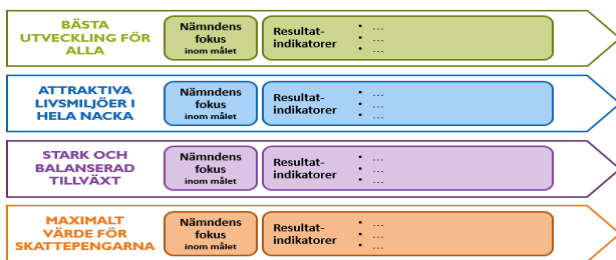 BÄSTA
UTVECKLING FÖR
ALLA
Nämndens
fokus
inom målet
Resultat-
indikatorer
• ...
• ...
• ...
ATTRAKTIVA
LIVSMILJÖER I
HELA NACKA
Nämndens
fokus
inom målet
Resultat-
indikatorer
• ...
• ...
• ...
STARK OCH
BALANSERAD
TILLVÄXT
Nämndens
fokus
inom målet
Resultat-
indikatorer
• ...
• ...
• ...
MAXIMALT
VÄRDE FÖR
SKATTEPENGARNA
Nämndens
fokus
inom målet
Resultat-
indikatorer
• ...
• ...
• ...